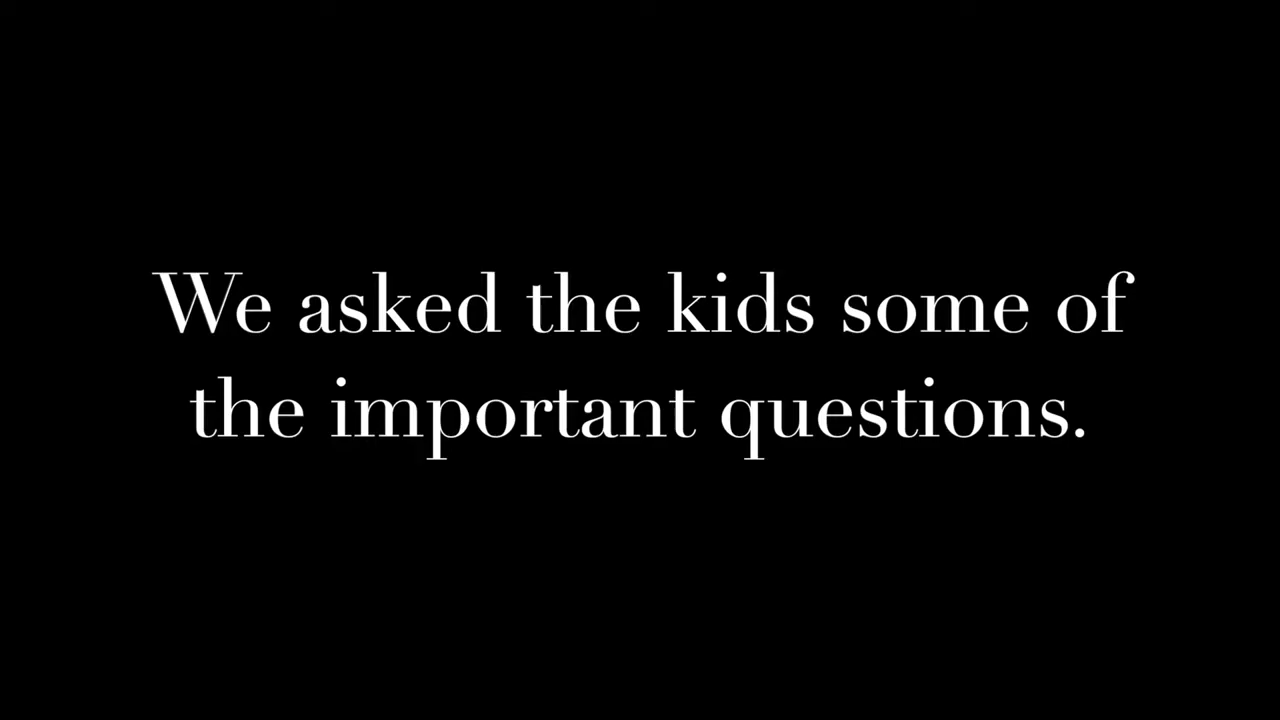 We asked the kids some of
the important questions.